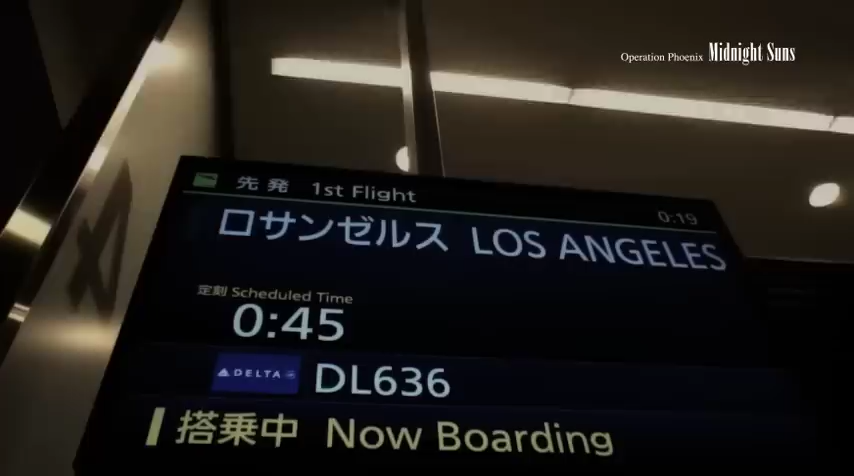 Operation Phoenix Midnight Suns
先発 1st Flight
0:19
ロサンゼルス LOS ANGELES
定刻 Scheduled Time
0:45
DELTA DL636
搭乗中 Now Boarding